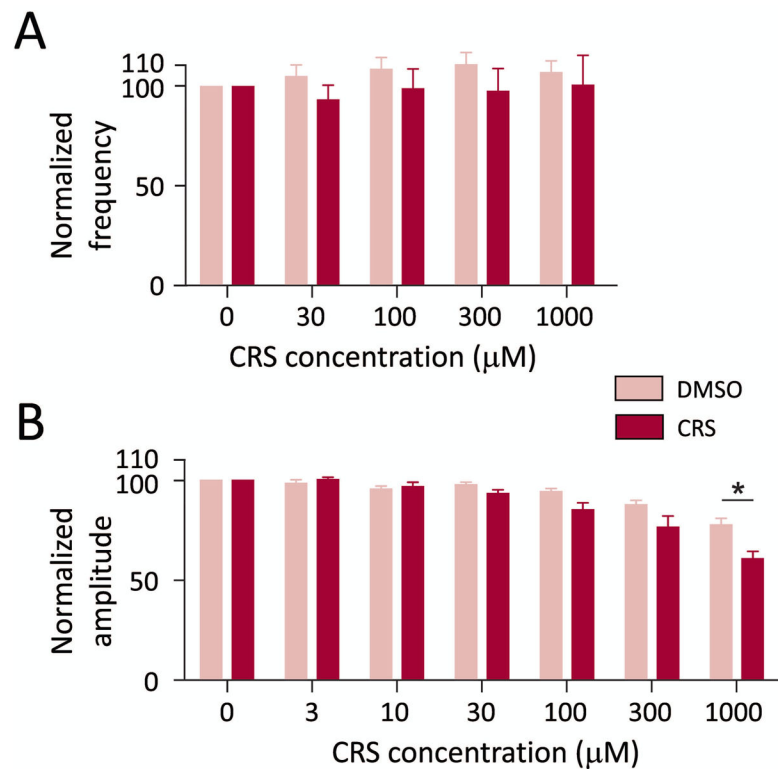 A
Normalized
frequency
110
100
50
0
0 30 100 300 1000
CRS concentration (μM)
DMSO
CRS
B
Normalized
amplitude
110
100
50
0
*
0 3 10 30 100 300 1000
CRS concentration (μM)